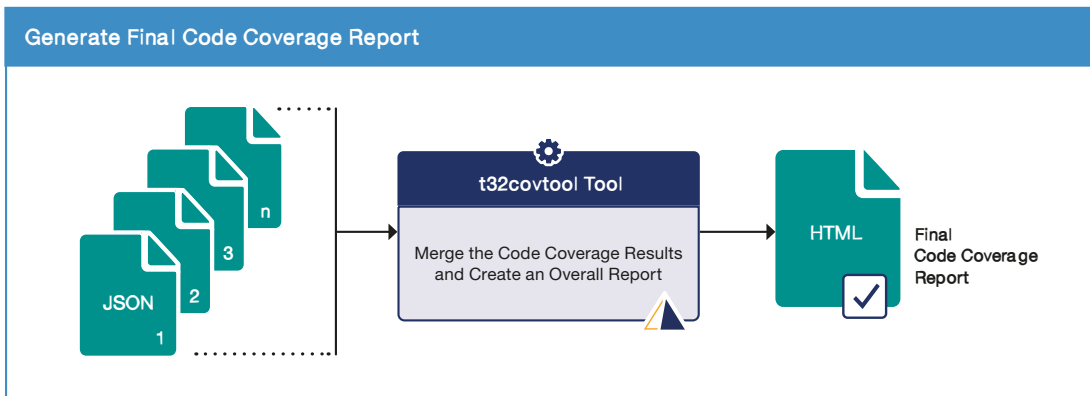 Generate Final Code Coverage Report
JSON
1
2
3
n
t32covtool Tool
Merge the Code Coverage Results
and Create an Overall Report
HTML
Final
Code Coverage
Report